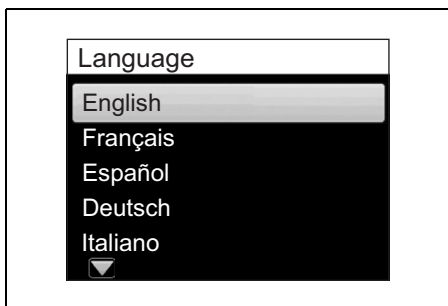 Language
English
Français
Español
Deutsch
Italiano